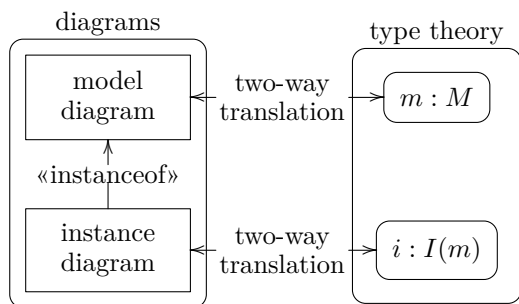 diagrams
type theory
model
diagram
two-way
translation
m : M
«instanceof»
instance
diagram
two-way
translation
i : I(m)